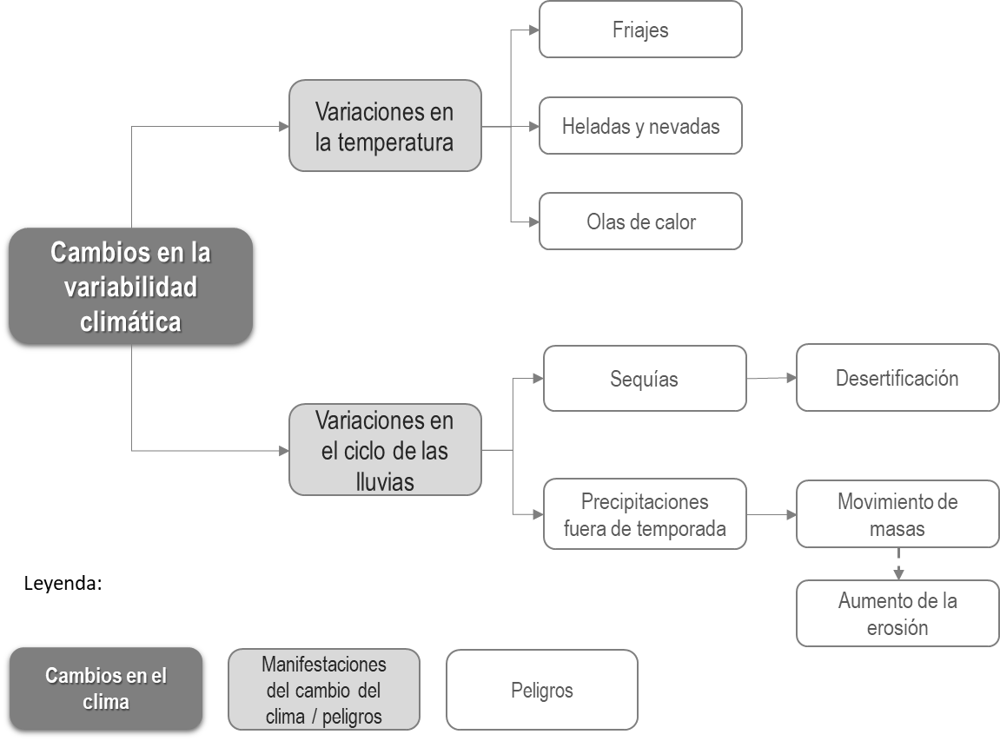 Friajes
Variaciones en
la temperatura
Heladas y nevadas
Olas de calor
Cambios en la
variabilidad
climática
Sequías
Desertificación
Variaciones en
el ciclo de las
lluvias
Precipitaciones
fuera de temporada
Movimiento de
masas
Aumento de la
erosión
Leyenda:
Cambios en el
clima
Manifestaciones
del cambio del
clima / peligros
Peligros